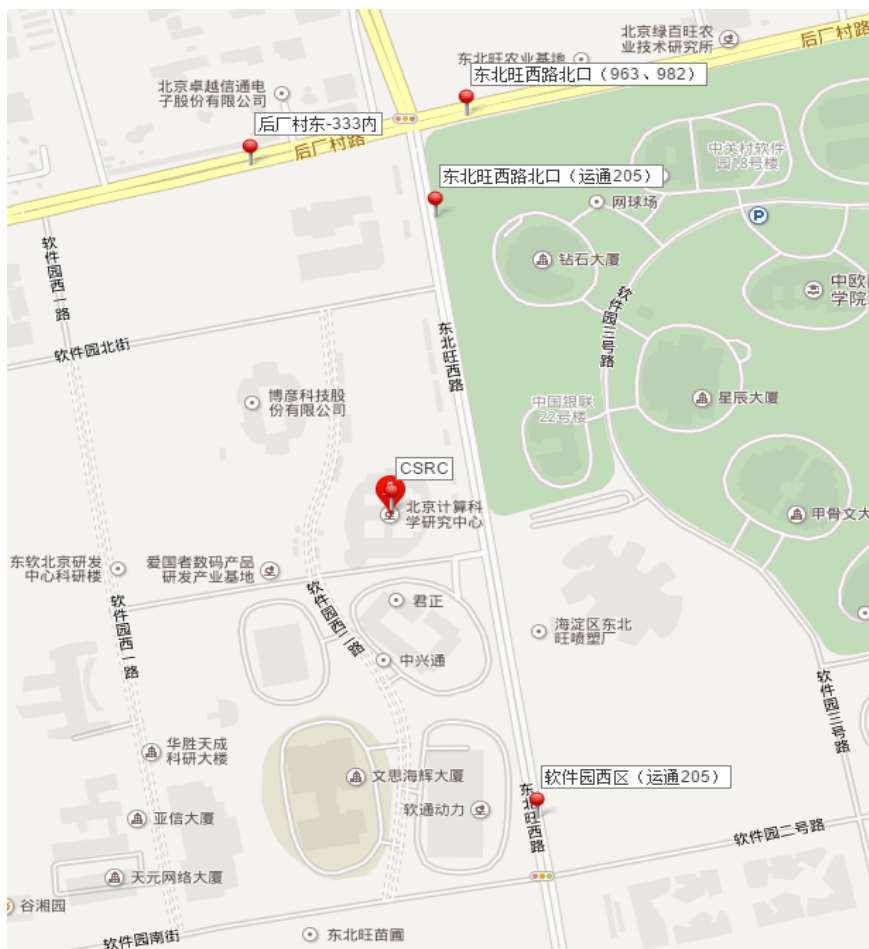 北京绿百旺农
业技术研究所
后厂村路
东北旺农业基地
东北旺西路北口（963、982）
北京卓越信通电
子股份有限公司
后厂村东-333内
后厂村路
中关村软件
园.8号楼
东北旺西路北口（运通205）
网球场
P
软件园西一路
钻石大厦
中欧
学院
软件园三号路
东北旺西路
软件园北街
博彦科技股
份有限公司
星辰大厦
中国银联
22号楼
CSRC
北京计算科
学研究中心
甲骨文大
东软北京研发
中心科研楼
爱国者数码产品
研发产业基地
软件园西一路
软件园西二路
君正
海淀区东北
旺喷塑厂
中兴通
软件园三号路
华胜天成
科研大楼
文思海辉大厦
软件园西区（运通205）
东北旺西路
亚信大厦
软通动力
软件园二号路
天元网络大厦
谷湘园
软件园南街
东北旺苗圃